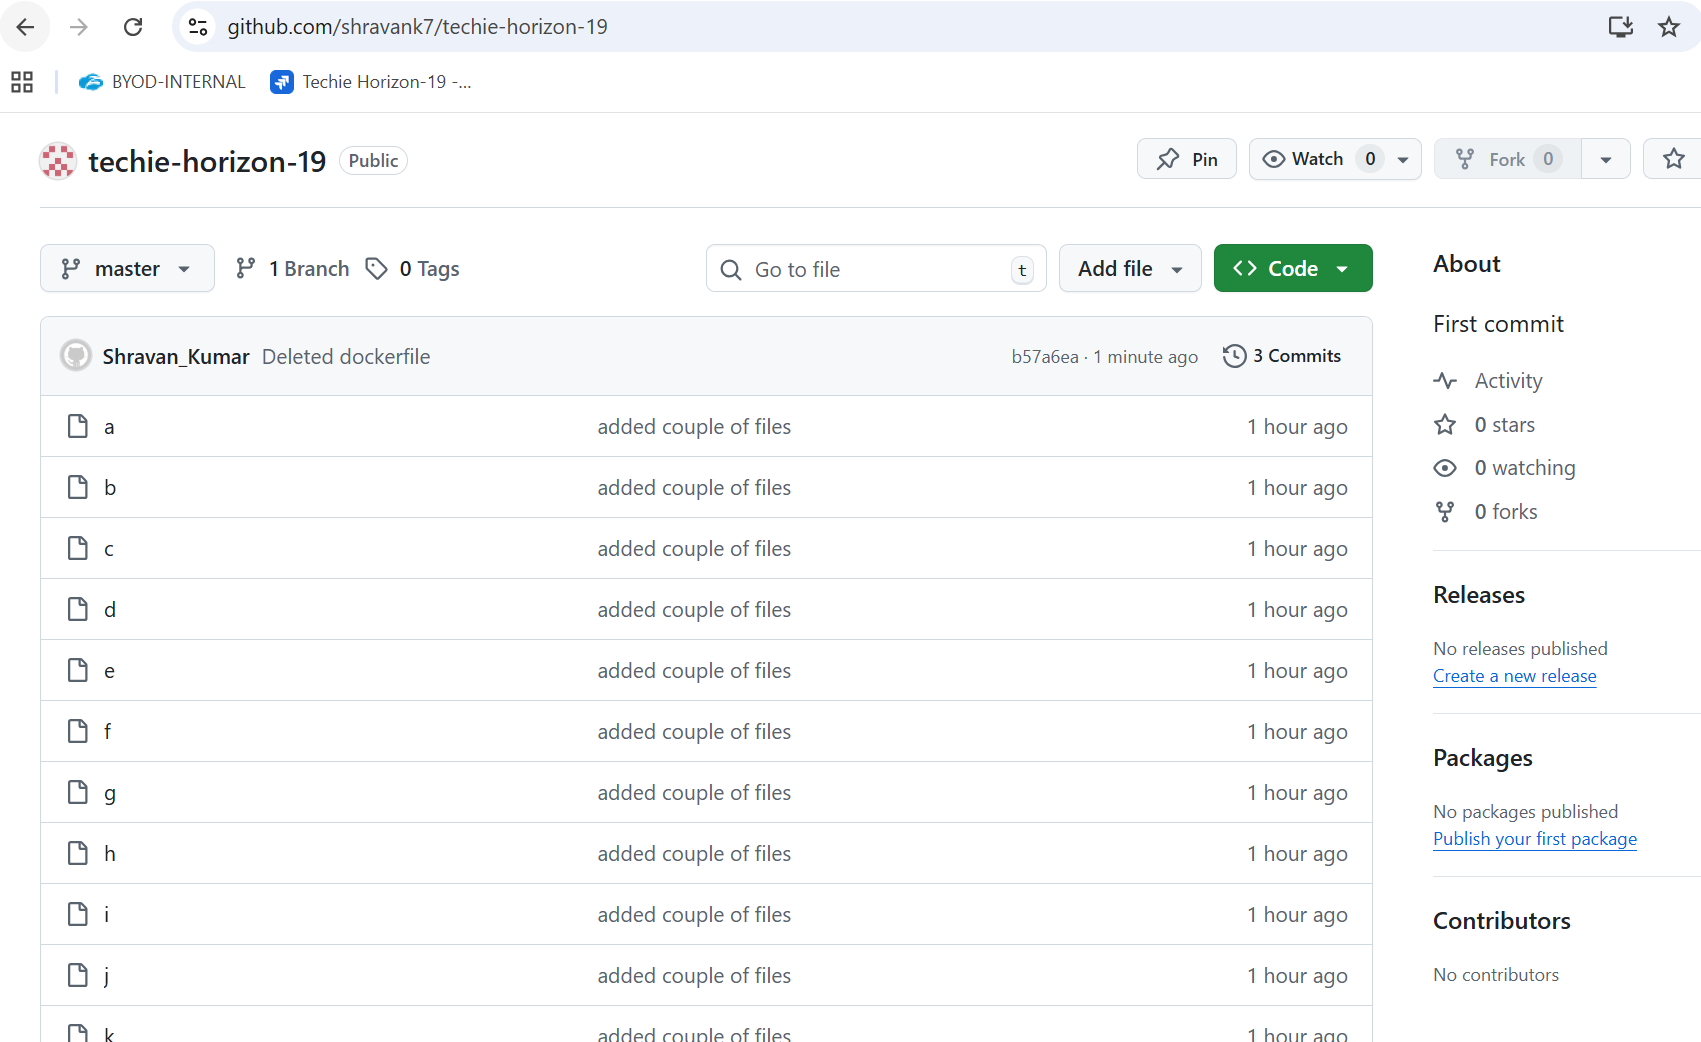 github.com/shravank7/techie-horizon-19
BYOD-INTERNAL Techie Horizon-19 -...
techie-horizon-19 Public Pin Watch 0 Fork 0
master 1 Branch 0 Tags Go to file t Add file Code
About
First commit
Shravan_Kumar Deleted dockerfile b57a6ea · 1 minute ago 3 Commits
Activity
a added couple of files 1 hour ago
0 stars
b added couple of files 1 hour ago
0 watching
c added couple of files 1 hour ago
0 forks
d added couple of files 1 hour ago
Releases
No releases published
Create a new release
e added couple of files 1 hour ago
f added couple of files 1 hour ago
Packages
g added couple of files 1 hour ago
No packages published
Publish your first package
h added couple of files 1 hour ago
i added couple of files 1 hour ago
Contributors
j added couple of files 1 hour ago
No contributors
k added couple of files 1 hour ago